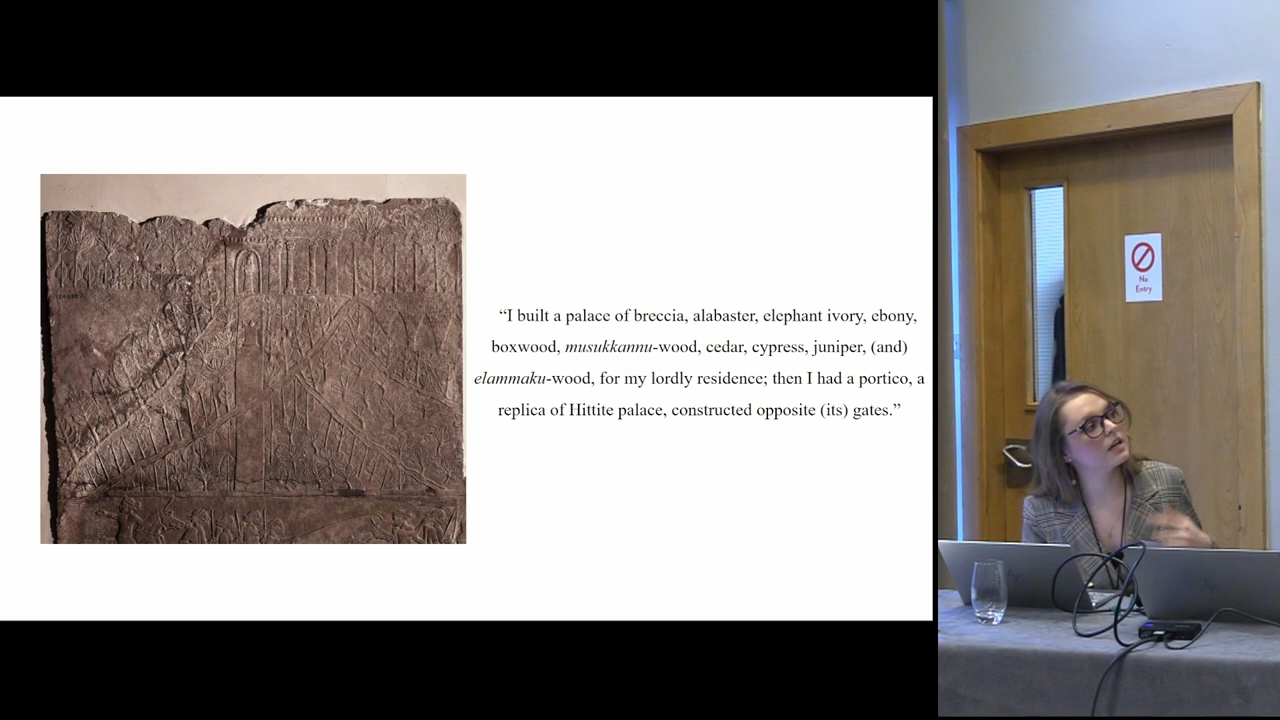 “I built a palace of breccia, alabaster, elephant ivory, ebony,
boxwood, musukkannu-wood, cedar, cypress, juniper, (and)
elammaku-wood, for my lordly residence; then I had a portico, a
replica of Hittite palace, constructed opposite (its) gates.”
No
Entry